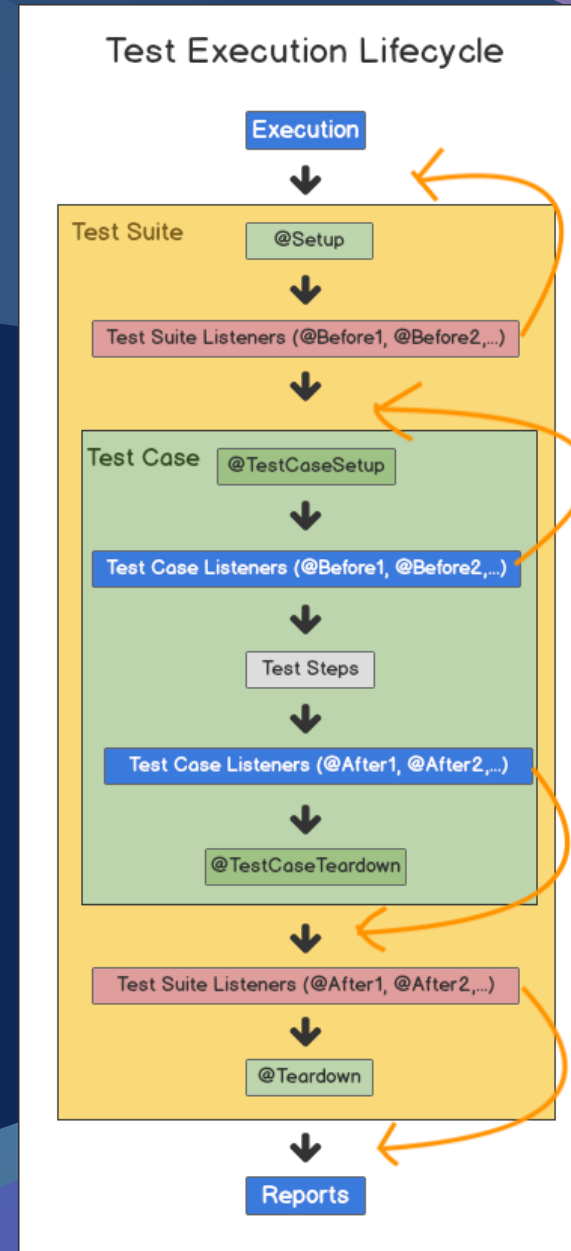 Test Execution Lifecycle
Execution
Test Suite
@Setup
Test Suite Listeners (@Before1, @Before2,...)
Test Case
@TestCaseSetup
Test Case Listeners (@Before1, @Before2,...)
Test Steps
Test Case Listeners (@After1, @After2,...)
@TestCaseTeardown
Test Suite Listeners (@After1, @After2,...)
@Teardown
Reports